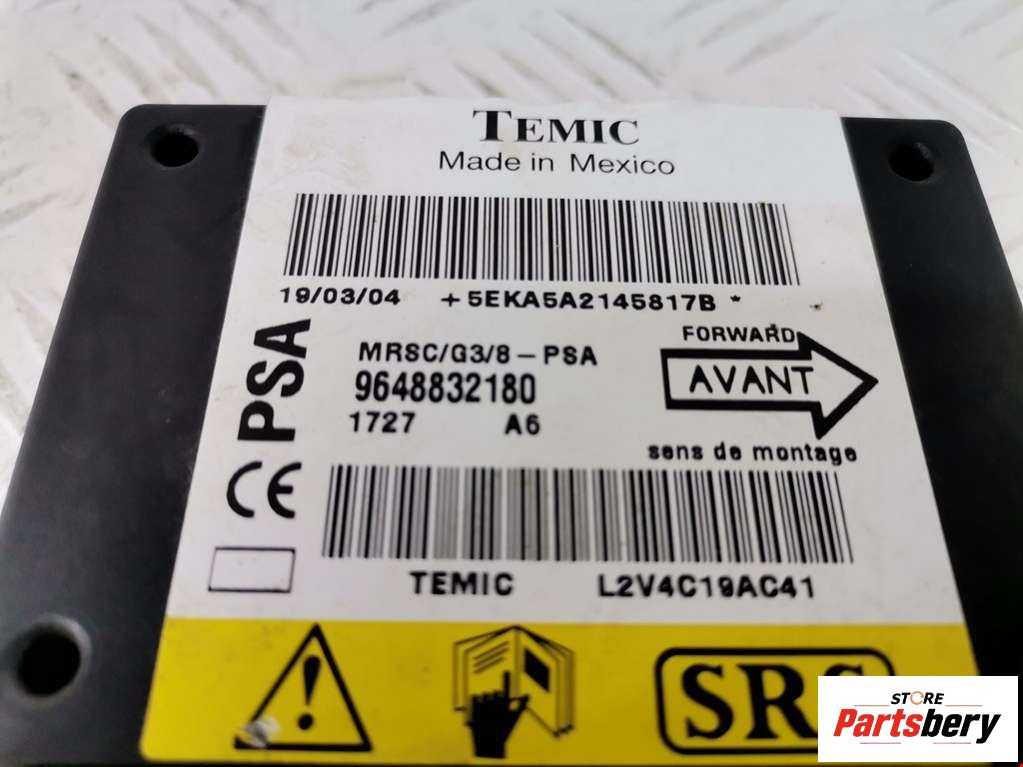 TEMIC
Made in Mexico
19/03/04 +5EKA5A2145817B *
PSA
MRSC/G3/8-PSA
9648832180
1727 A6
FORWARD
AVANT
sens de montage
CE
TEMIC L2V4C19AC41
SRS
STORE
Partsbery